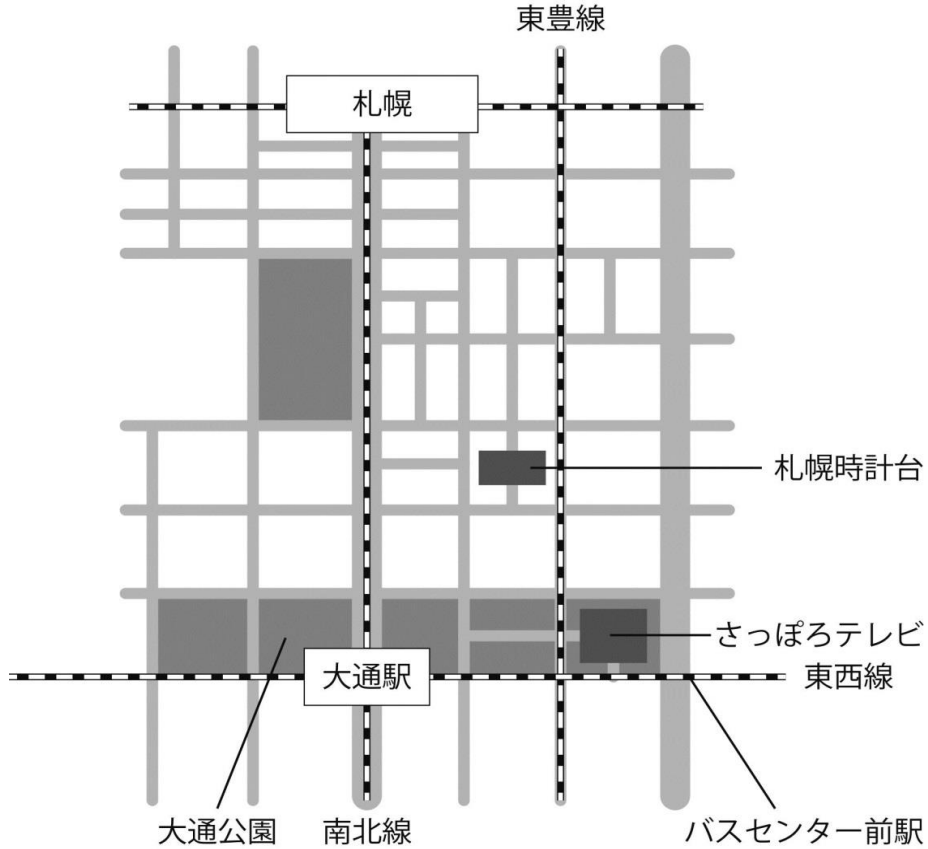 東豊線
札幌
札幌時計台
さっぽろテレビ
大通駅
東西線
大通公園
南北線
バスセンター前駅